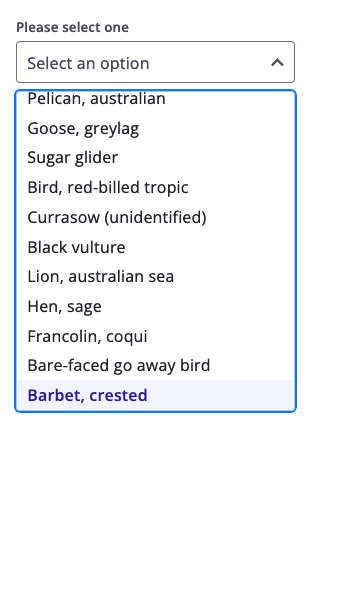 Please select one
Select an option
Pelican, australian
Goose, greylag
Sugar glider
Bird, red-billed tropic
Currasow (unidentified)
Black vulture
Lion, australian sea
Hen, sage
Francolin, coqui
Bare-faced go away bird
Barbet, crested